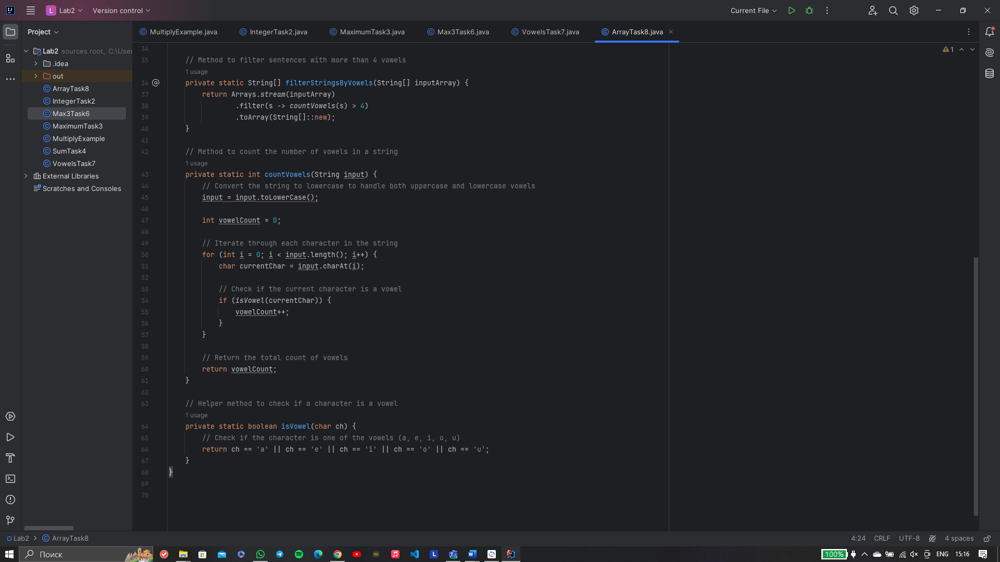 Lab2
Version control
Current File
Project
MultiplyExample.java
IntegerTask2.java
MaximumTask3.java
Max3Task6.java
VowelsTask7.java
ArrayTask8.java
Lab2 sources root, C:\User
.idea
out
ArrayTask8
IntegerTask2
Max3Task6
MaximumTask3
MultiplyExample
SumTask4
VowelsTask7
External Libraries
Scratches and Consoles
1
34
35 // Method to filter sentences with more than 4 vowels
1 usage
36 @ private static String[] filterStringsByVowels(String[] inputArray) {
37 return Arrays.stream(inputArray)
38 .filter(s -> countVowels(s) > 4)
39 .toArray(String[]::new);
40 }
41
42 // Method to count the number of vowels in a string
1 usage
43 private static int countVowels(String input) {
44 // Convert the string to lowercase to handle both uppercase and lowercase vowels
45 input = input.toLowerCase();
46
47 int vowelCount = 0;
48
49 // Iterate through each character in the string
50 for (int i = 0; i < input.length(); i++) {
51 char currentChar = input.charAt(i);
52
53 // Check if the current character is a vowel
54 if (isVowel(currentChar)) {
55 vowelCount++;
56 }
57 }
58
59 // Return the total count of vowels
60 return vowelCount;
61 }
62
63 // Helper method to check if a character is a vowel
1 usage
64 private static boolean isVowel(char ch) {
65 // Check if the character is one of the vowels (a, e, i, o, u)
66 return ch == 'a' || ch == 'e' || ch == 'i' || ch == 'o' || ch == 'u';
67 }
68 }
69
70
Lab2 > ArrayTask8
4:24 CRLF UTF-8 4 spaces
Поиск
100% ENG 15:16